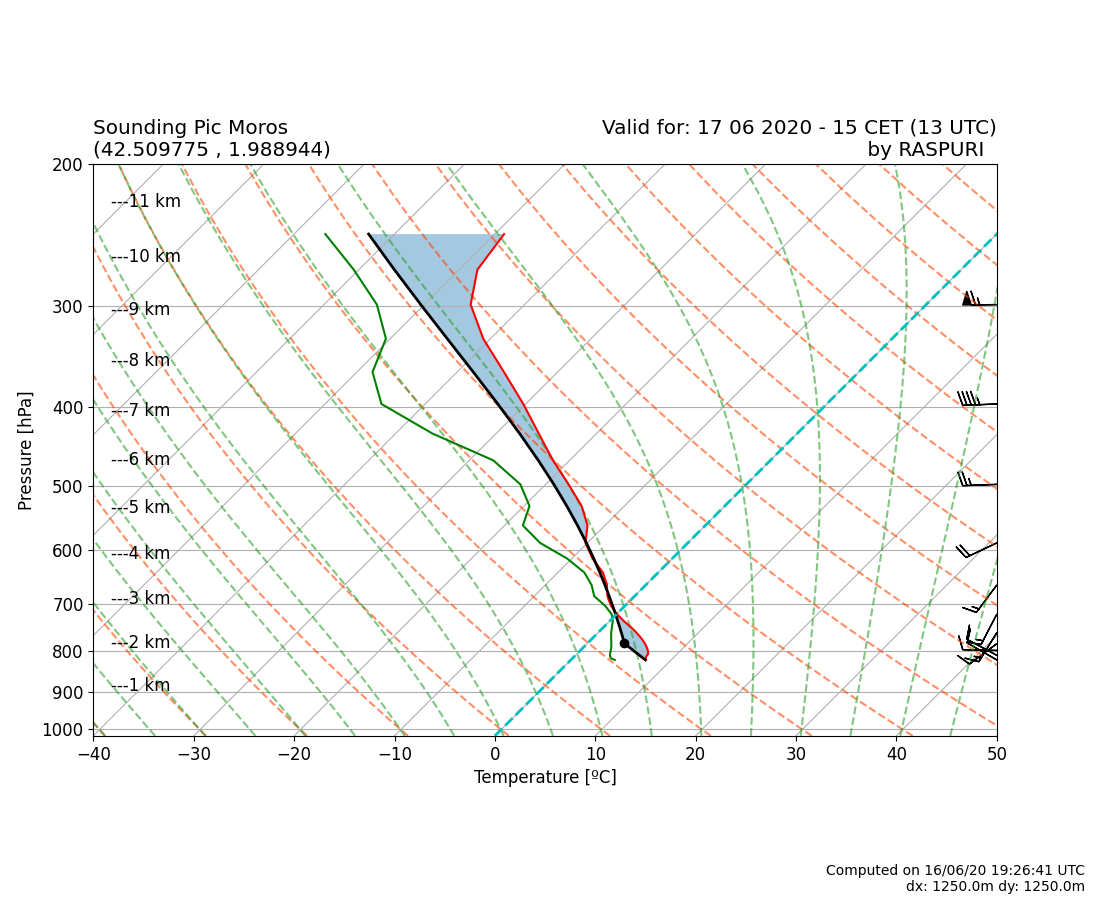 Sounding Pic Moros
(42.509775 , 1.988944)
Valid for: 17 06 2020 - 15 CET (13 UTC)
by RASPURI
200
300
400
500
600
700
800
900
1000
Pressure [hPa]
---11 km
---10 km
---9 km
---8 km
---7 km
---6 km
---5 km
---4 km
---3 km
---2 km
---1 km
−40 −30 −20 −10 0 10 20 30 40 50
Temperature [ºC]
Computed on 16/06/20 19:26:41 UTC
dx: 1250.0m dy: 1250.0m